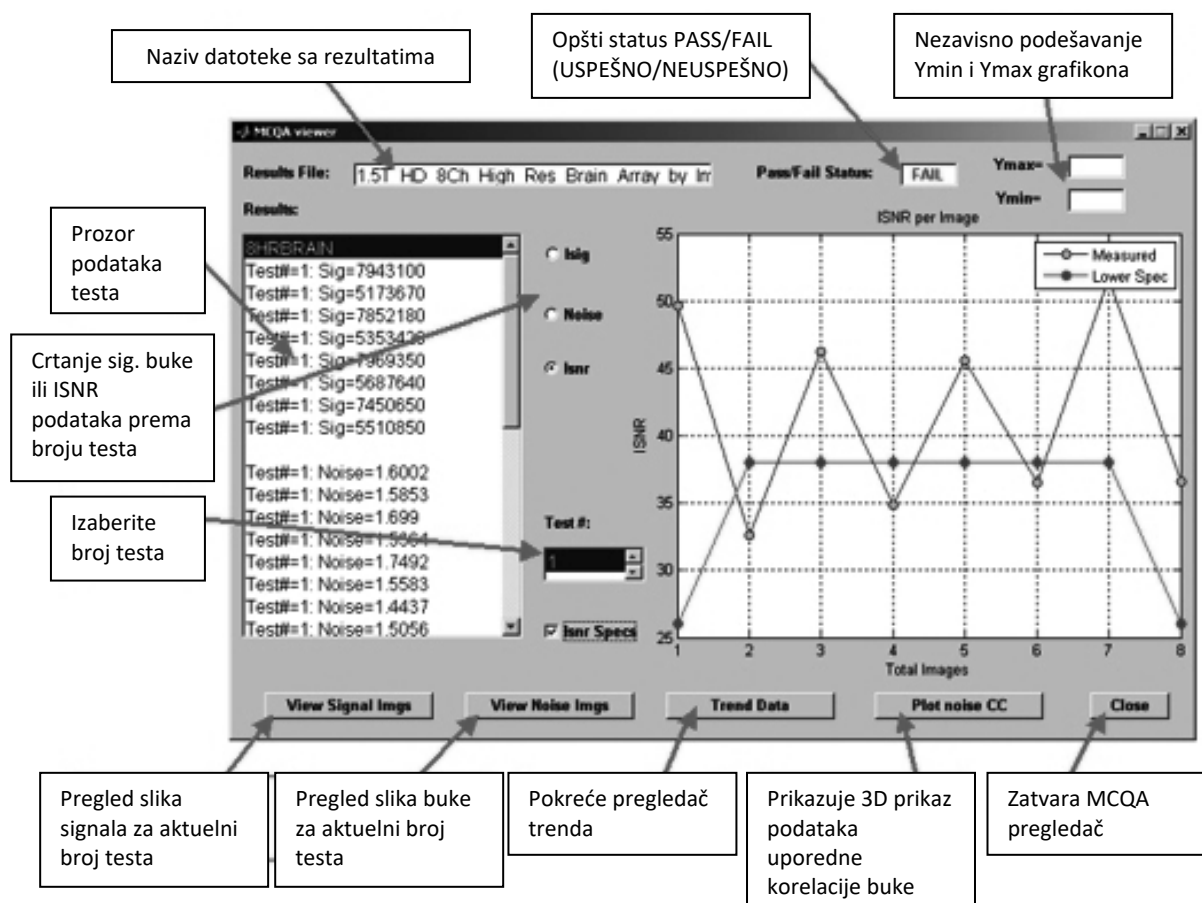 Naziv datoteke sa rezultatima
Opšti status PASS/FAIL
(USPEŠNO/NEUSPEŠNO)
Nezavisno podešavanje
Ymin i Ymax grafikona
MCQA viewer
Results File:
1.5T HD 8Ch High Res Brain Array by Im
Pass/Fail Status:
FAIL
Ymax=
Ymin=
Results:
Prozor
podataka
testa
Crtanje sig. buke
ili ISNR
podataka prema
broju testa
Izaberite
broj testa
8HRBRAIN
Test#=1: Sig=7943100
Test#=1: Sig=5173670
Test#=1: Sig=7852180
Test#=1:
Test#=1: Sig=7969350
Test#=1: Sig=5687640
Test#=1: Sig=7450650
Test#=1: Sig=5510850
Test#=1: Noise=1.6002
Test#=1: Noise=1.5853
Test#=1: Noise=1.699
Test#=1:
Test#=1: Noise=1.7492
Test#=1: Noise=1.5583
Test#=1: Noise=1.4437
Test#=1: Noise=1.5056
Isig
Noise
Isnr
Test #:
1
Isnr Specs
ISNR per Image
Measured
Lower Spec
55
50
45
40
35
30
25
ISNR
1 2 3 4 5 6 7 8
Total Images
View Signal Imgs
View Noise Imgs
Trend Data
Plot noise CC
Close
Pregled slika
signala za aktuelni
broj testa
Pregled slika buke
za aktuelni broj
testa
Pokreće pregledač
trenda
Prikazuje 3D prikaz
podataka
uporedne
korelacije buke
Zatvara MCQA
pregledač